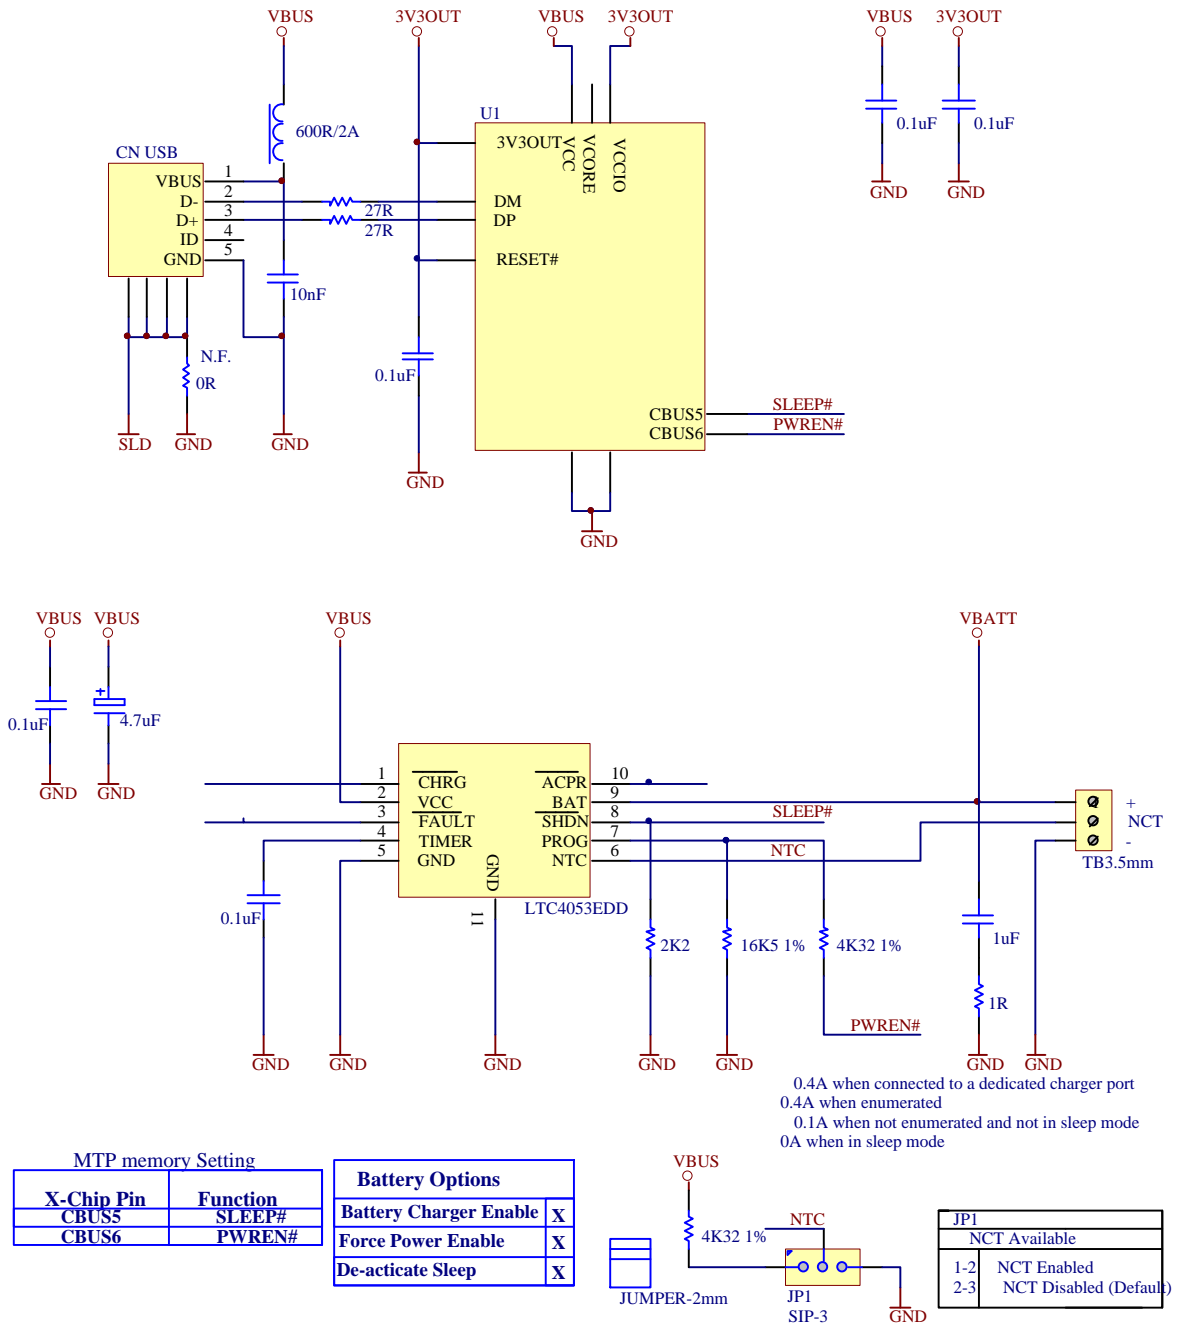 VBUS 3V3OUT VBUS 3V3OUT VBUS 3V3OUT
600R/2A
0.1uF 0.1uF
GND GND
CN USB
VBUS 1
D- 2
D+ 3
ID 4
GND 5
27R
27R
10nF
N.F.
0R
0.1uF
SLD GND GND
GND
U1
3V3OUT VCC VCORE VCCIO
DM
DP
RESET#
CBUS5 SLEEP#
CBUS6 PWREN#
GND
VBUS VBUS VBUS VBATT
0.1uF 4.7uF
GND GND
1 CHRG ACPR 10
2 VCC BAT 9
3 FAULT SHDN 8 SLEEP#
4 TIMER PROG 7
5 GND NTC 6 NTC
GND
11
LTC4053EDD
+
NCT
-
TB3.5mm
0.1uF
2K2 16K5 1% 4K32 1% 1uF
1R
PWREN#
GND GND GND GND GND GND GND
0.4A when connected to a dedicated charger port
0.4A when enumerated
0.1A when not enumerated and not in sleep mode
0A when in sleep mode
MTP memory Setting
X-Chip Pin Function
CBUS5 SLEEP#
CBUS6 PWREN#
Battery Options
Battery Charger Enable X
Force Power Enable X
De-acticate Sleep X
JUMPER-2mm
VBUS
4K32 1%
NTC
JP1
SIP-3
GND
JP1
NCT Available
1-2 NCT Enabled
2-3 NCT Disabled (Default)